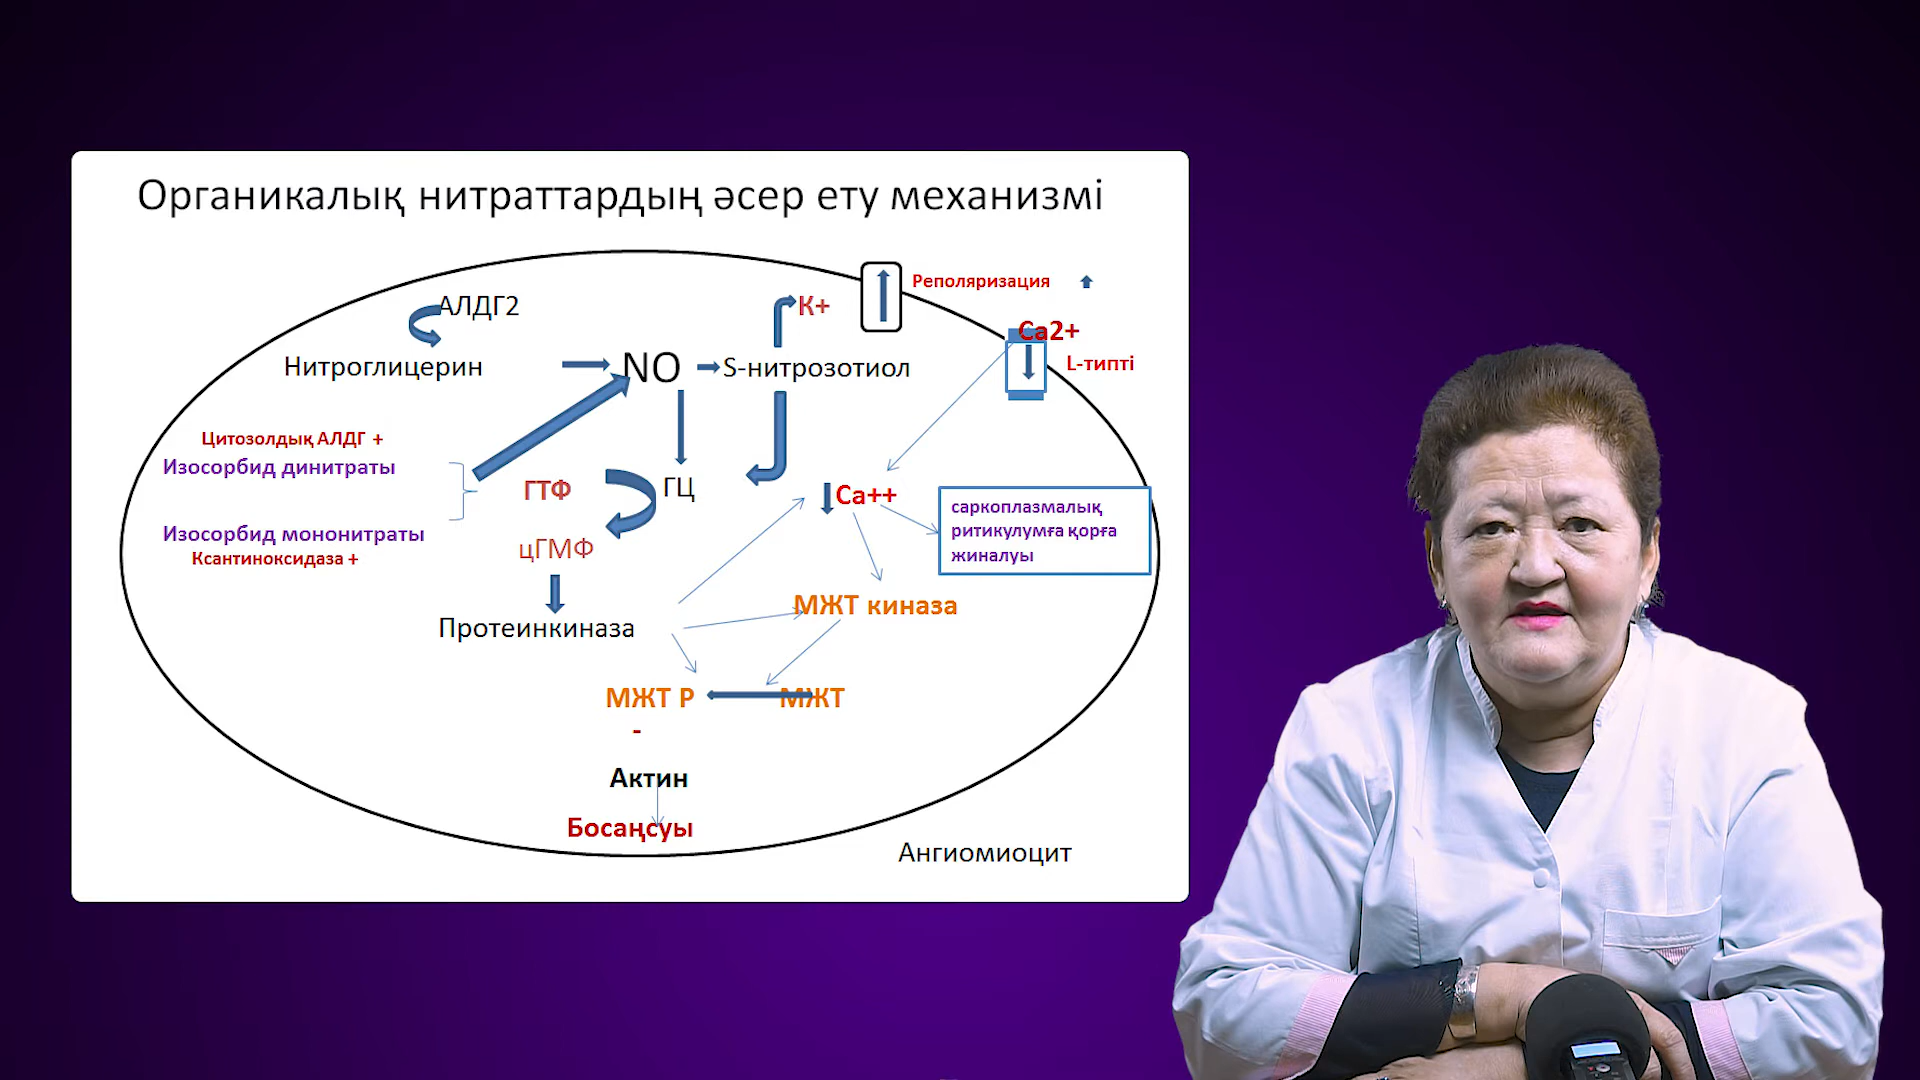 Органикалық нитраттардың әсер ету механизмі
Реполяризация
АЛДГ2
К+
Са2+
L-типті
Нитроглицерин
NO
S-нитрозотиол
Цитозолдық АЛДГ +
Изосорбид динитраты
ГТФ
ГЦ
Са++
саркоплазмалық
ритикулумға қорға
жиналуы
Изосорбид мононитраты
Ксантиноксидаза +
цГМФ
МЖТ киназа
Протеинкиназа
МЖТ Р
МЖТ
-
Актин
Босаңсуы
Ангиомиоцит